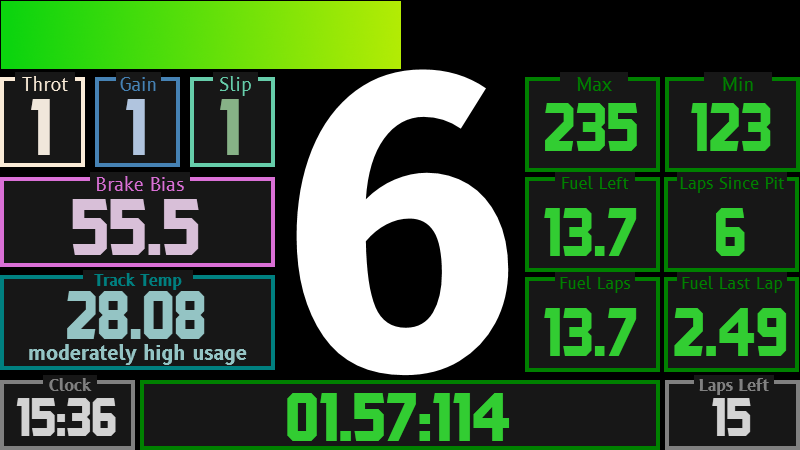 Throt
1
Gain
1
Slip
1
Brake Bias
55.5
Track Temp
28.08
moderately high usage
6
Max
235
Min
123
Fuel Left
13.7
Laps Since Pit
6
Fuel Laps
13.7
Fuel Last Lap
2.49
Clock
15:36
01.57:114
Laps Left
15